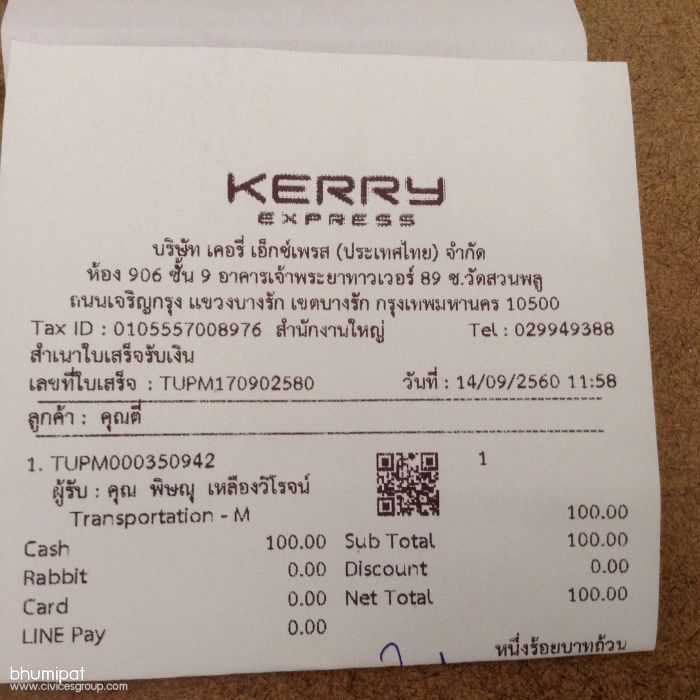 KERRY
EXPRESS
บริษัท เคอรี่ เอ็กซ์เพรส (ประเทศไทย) จำกัด
ห้อง 906 ชั้น 9 อาคารเจ้าพระยาทาวเวอร์ 89 ซ.วัดสวนพลู
ถนนเจริญกรุง แขวงบางรัก เขตบางรัก กรุงเทพมหานคร 10500
Tax ID : 0105557008976 สำนักงานใหญ่ Tel : 029949388
สำเนาใบเสร็จรับเงิน
เลขที่ใบเสร็จ : TUPM170902580 วันที่ : 14/09/2560 11:58
ลูกค้า : คุณตี่
1. TUPM000350942 1
ผู้รับ : คุณ พิษณุ เหลืองวิโรจน์
Transportation - M 100.00
Cash 100.00 Sub Total 100.00
Rabbit 0.00 Discount 0.00
Card 0.00 Net Total 100.00
LINE Pay 0.00
หนึ่งร้อยบาทถ้วน
bhumipat
www.civicesgroup.com